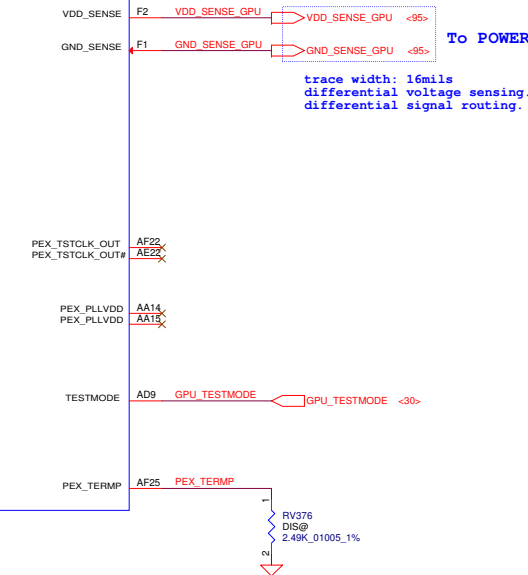 VDD_SENSE F2 VDD_SENSE_GPU VDD_SENSE_GPU <95>
To POWER
GND_SENSE F1 GND_SENSE_GPU GND_SENSE_GPU <95>
trace width: 16mils
differential voltage sensing.
differential signal routing.
PEX_TSTCLK_OUT AF22
PEX_TSTCLK_OUT# AE22
PEX_PLLVDD AA14
PEX_PLLVDD AA15
TESTMODE AD9 GPU_TESTMODE GPU_TESTMODE <30>
PEX_TERMP AF25 PEX_TERMP
1
RV376
DIS@
2.49K_01005_1%
2